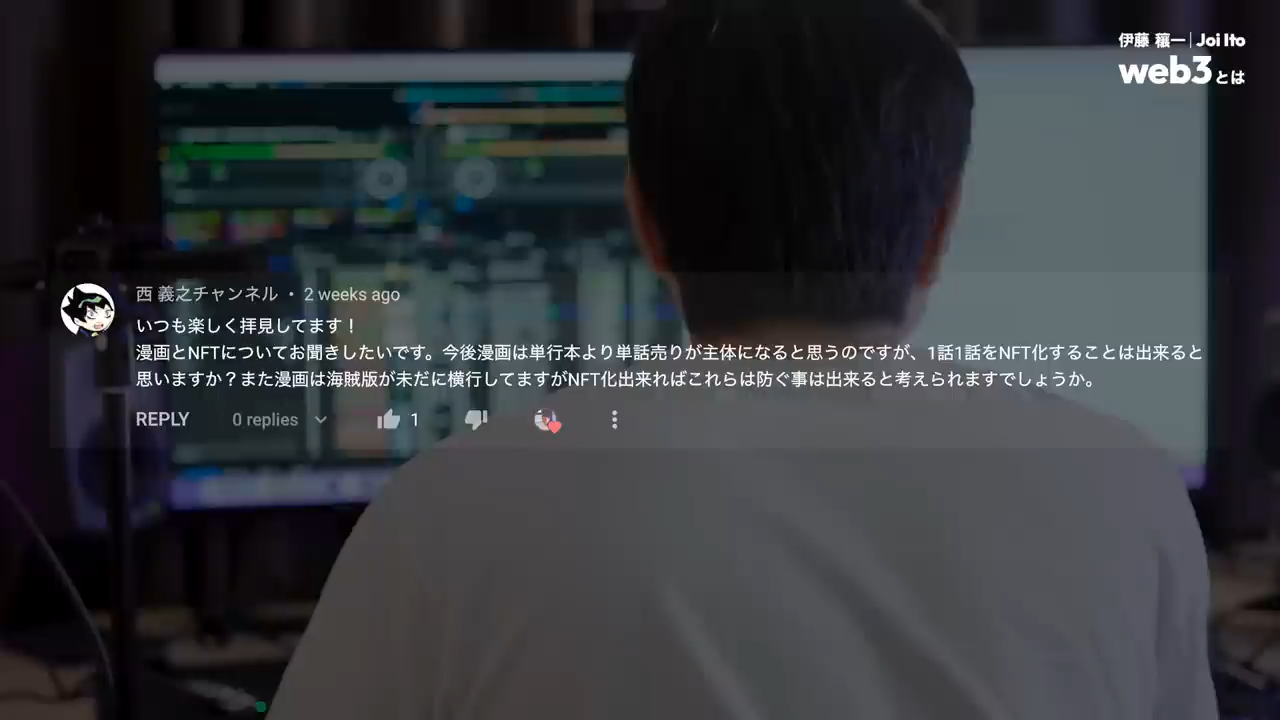 伊藤 穰一 | Joi Ito
web3とは
西 義之チャンネル ・ 2 weeks ago
いつも楽しく拝見してます！
漫画とNFTについてお聞きしたいです。今後漫画は単行本より単話売りが主体になると思うのですが、1話1話をNFT化することは出来ると
思いますか？また漫画は海賊版が未だに横行してますがNFT化出来ればこれらは防ぐ事は出来ると考えられますでしょうか。
REPLY 0 replies 1